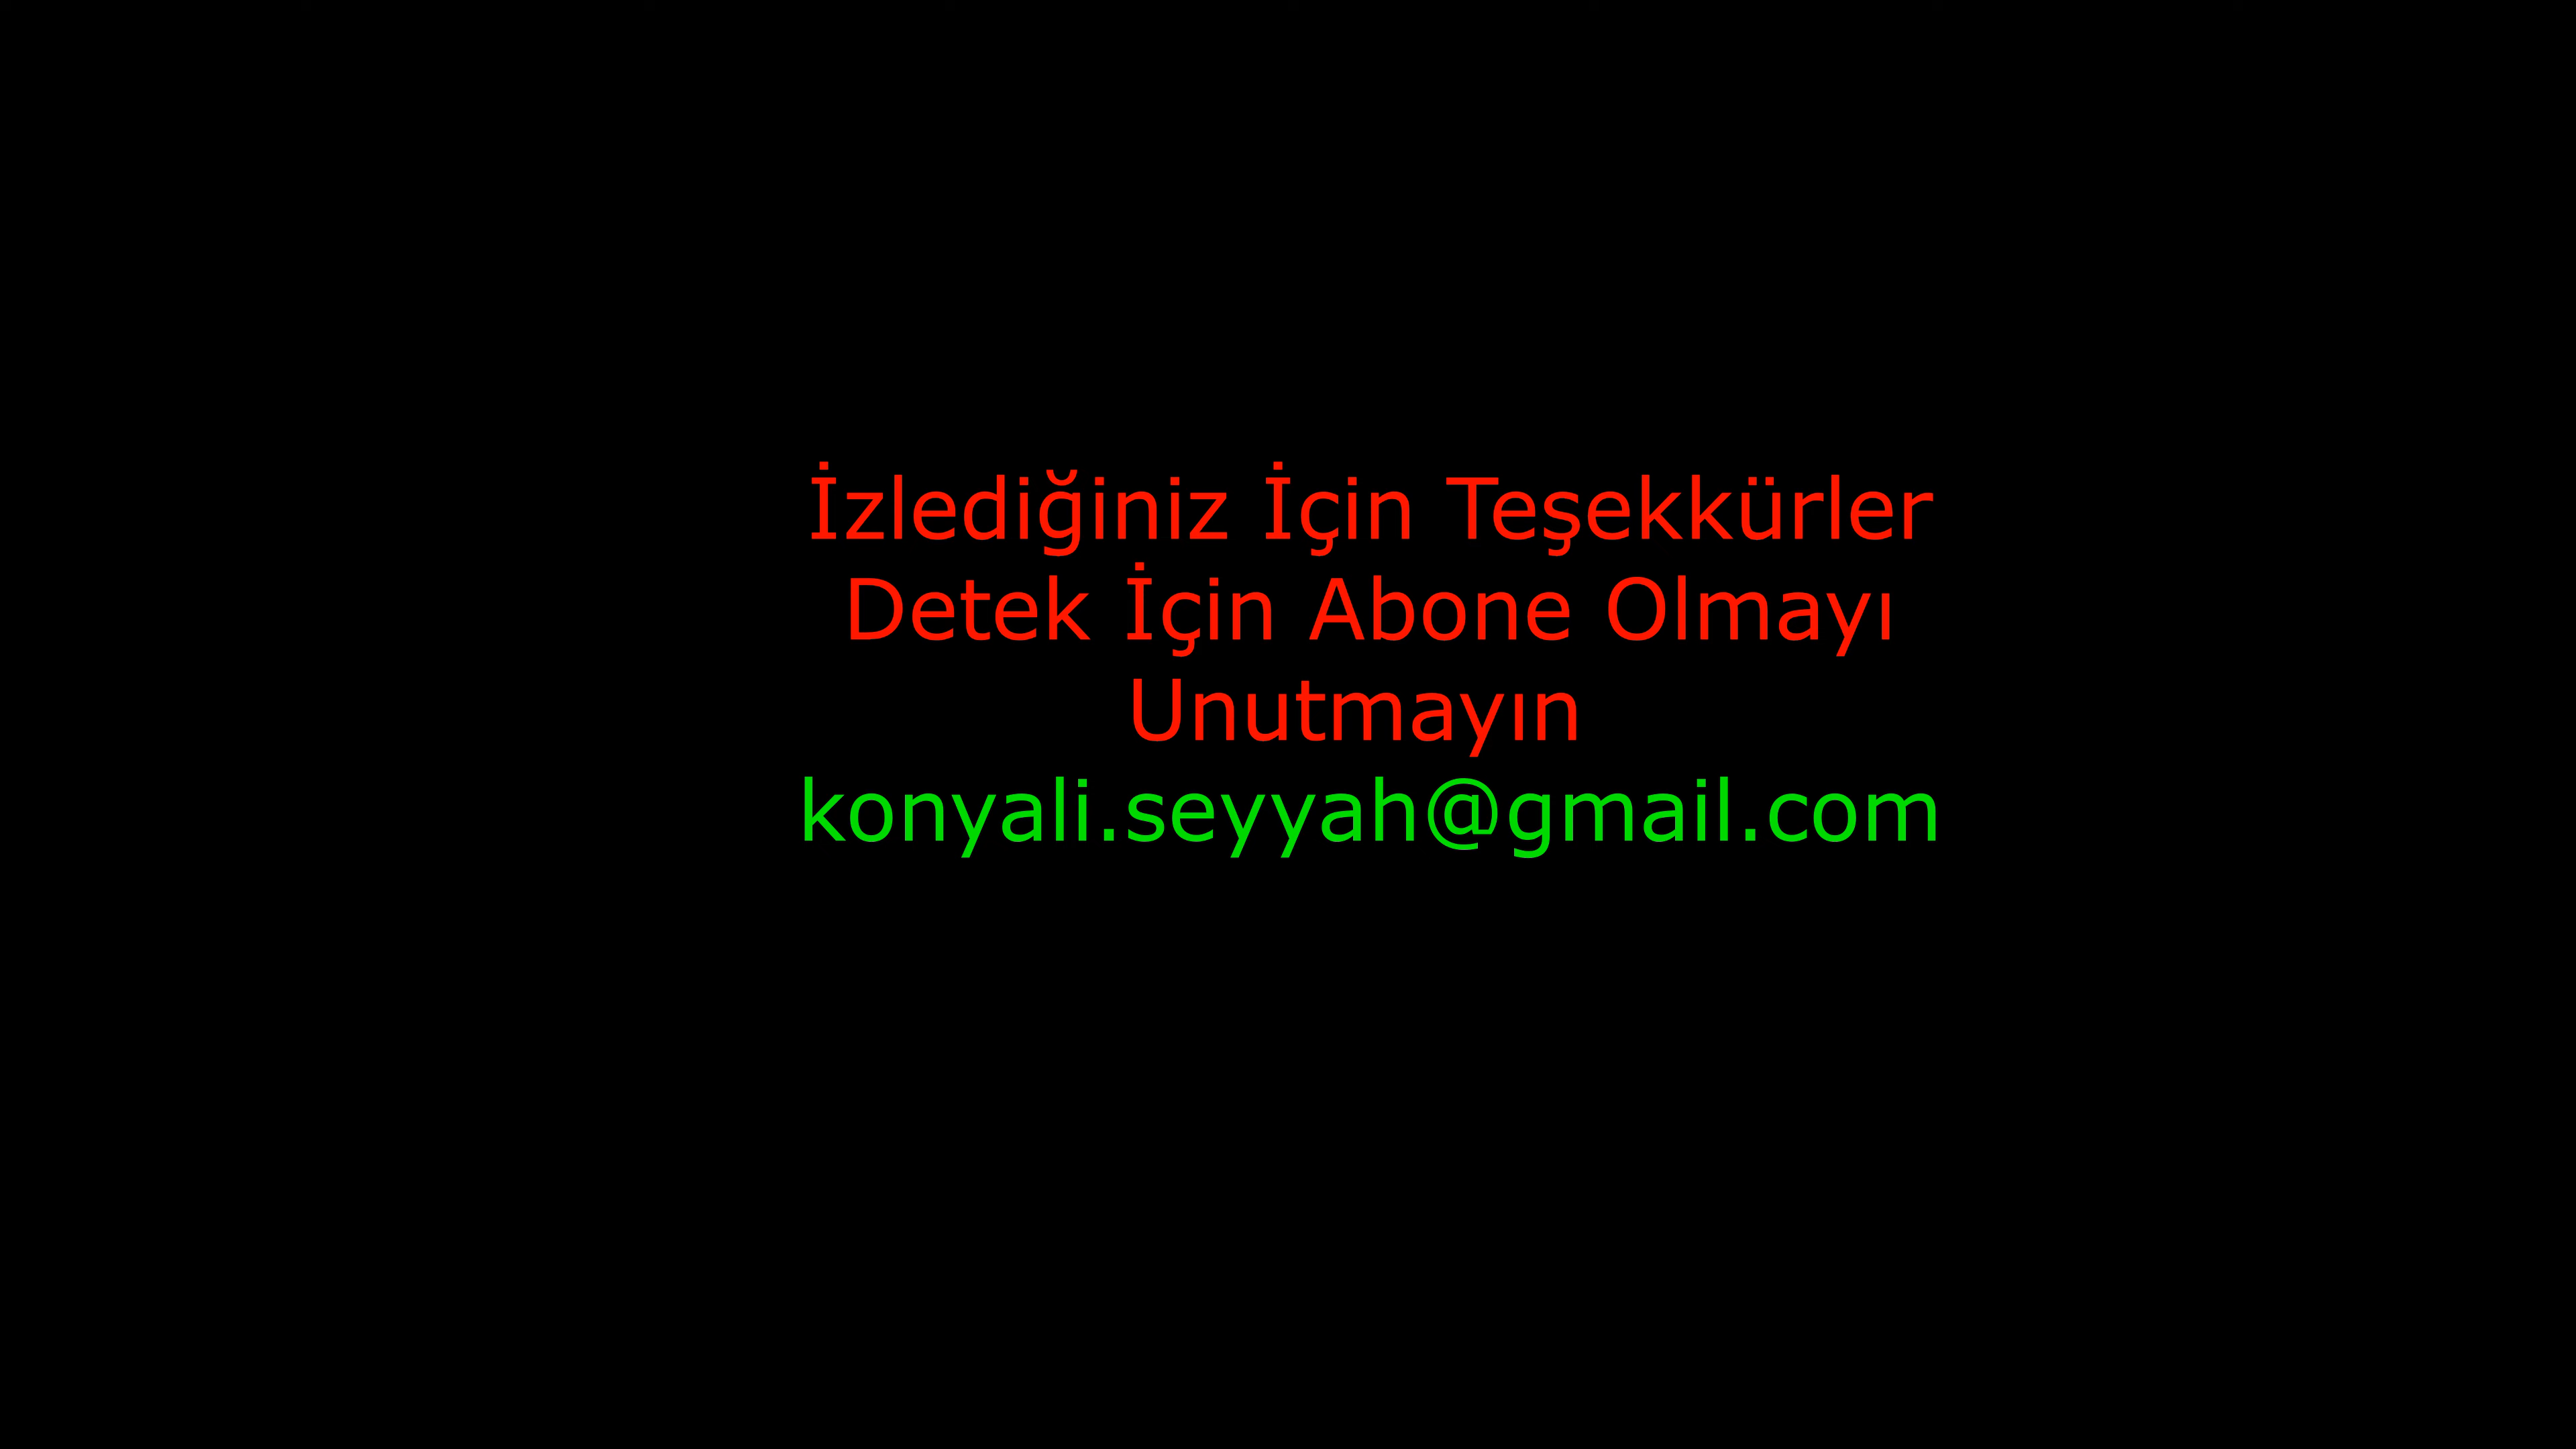 İzlediğiniz İçin Teşekkürler
Detek İçin Abone Olmayı
Unutmayın
konyali.seyyah@gmail.com